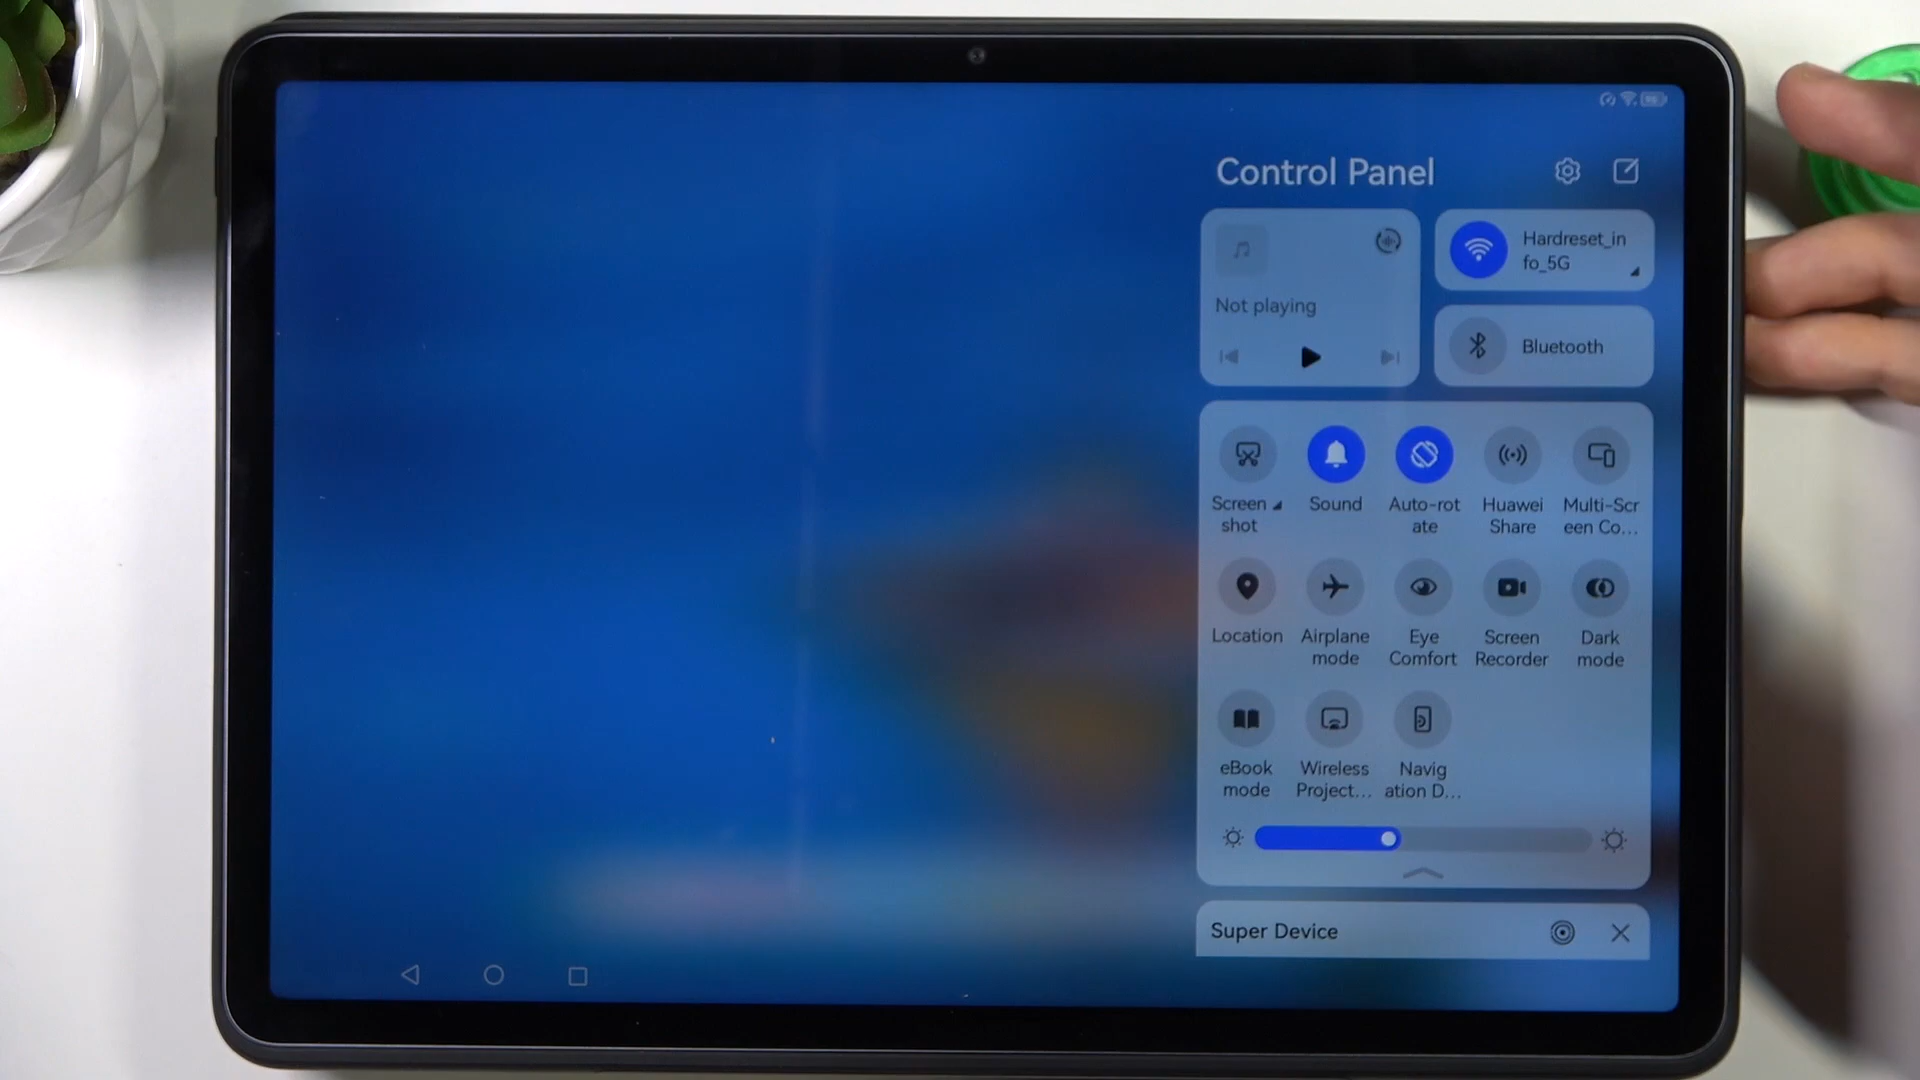 Control Panel
Hardreset_in
fo_5G
Not playing
Bluetooth
Screen
shot
Sound
Auto-rot
ate
Huawei
Share
Multi-Scr
een Co...
Location
Airplane
mode
Eye
Comfort
Screen
Recorder
Dark
mode
eBook
mode
Wireless
Project...
Navig
ation D...
Super Device